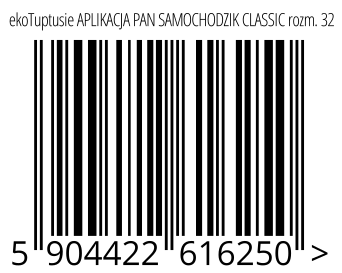 ekoTuptusie APLIKACJA PAN SAMOCHODZIK CLASSIC rozm. 32
5 904422 616250 >